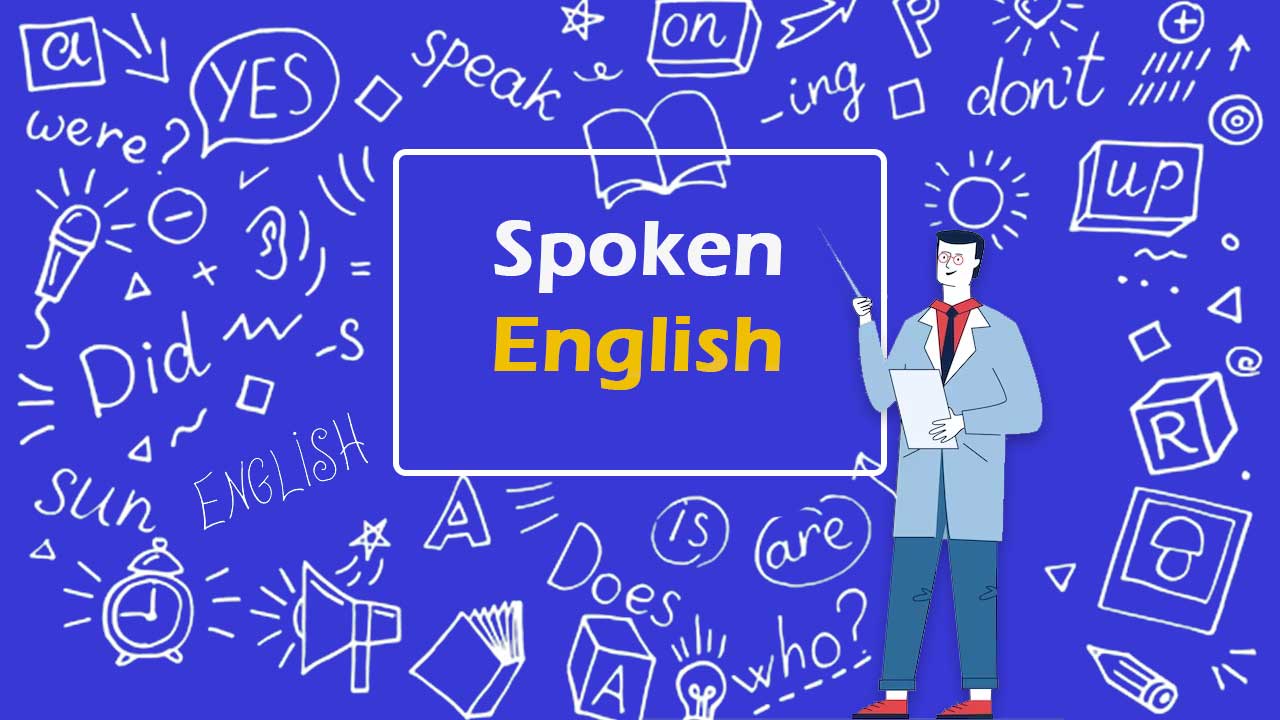 a
YES
speak
on
-ing
P
don't
were?
up
Spoken
English
Did
-s
@
R
ENGLISH
sun
A
is
are
Does
A
who?